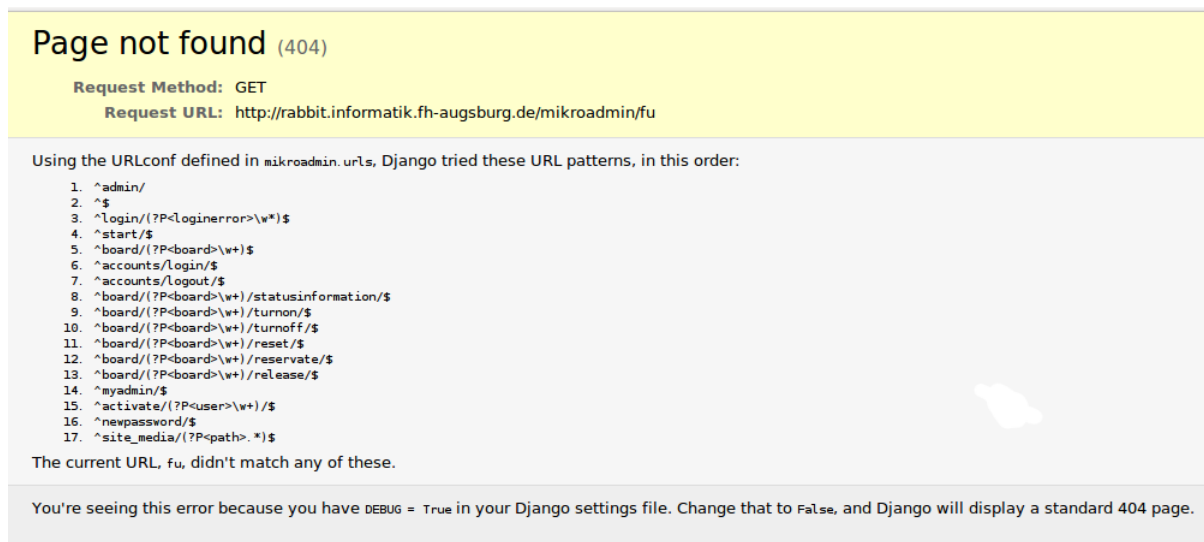 Page not found (404)
Request Method: GET
Request URL: http://rabbit.informatik.fh-augsburg.de/mikroadmin/fu
Using the URLconf defined in mikroadmin.urls, Django tried these URL patterns, in this order:
1. ^admin/
2. ^$
3. ^login/(?P<loginerror>\w*)$
4. ^start/$
5. ^board/(?P<board>\w+)$
6. ^accounts/login/$
7. ^accounts/logout/$
8. ^board/(?P<board>\w+)/statusinformation/$
9. ^board/(?P<board>\w+)/turnon/$
10. ^board/(?P<board>\w+)/turnoff/$
11. ^board/(?P<board>\w+)/reset/$
12. ^board/(?P<board>\w+)/reservate/$
13. ^board/(?P<board>\w+)/release/$
14. ^myadmin/$
15. ^activate/(?P<user>\w+)/$
16. ^newpassword/$
17. ^site_media/(?P<path>.*)$
The current URL, fu, didn't match any of these.
You're seeing this error because you have DEBUG = True in your Django settings file. Change that to False, and Django will display a standard 404 page.